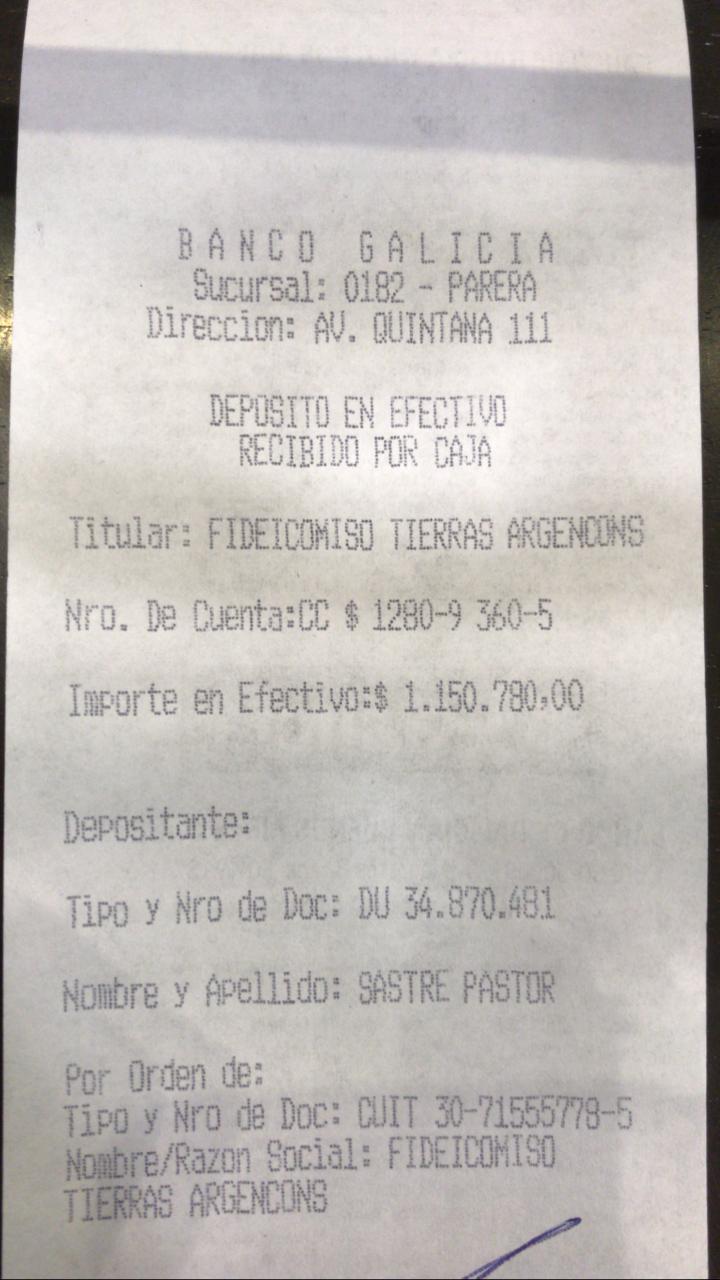 BANCO GALICIA
Sucursal: 0182 - PARERA
Direccion: AV. QUINTANA 111
DEPOSITO EN EFECTIVO
RECIBIDO POR CAJA
Titular: FIDEICOMISO TIERRAS ARGENCONS
Nro. De Cuenta:CC $ 1280-9 360-5
Importe en Efectivo:$ 1.150.780,00
Depositante:
Tipo y Nro de Doc: DU 34.870.481
Nombre y Apellido: SASTRE PASTOR
Por Orden de:
Tipo y Nro de Doc: CUIT 30-71555778-5
Nombre/Razon Social: FIDEICOMISO
TIERRAS ARGENCONS